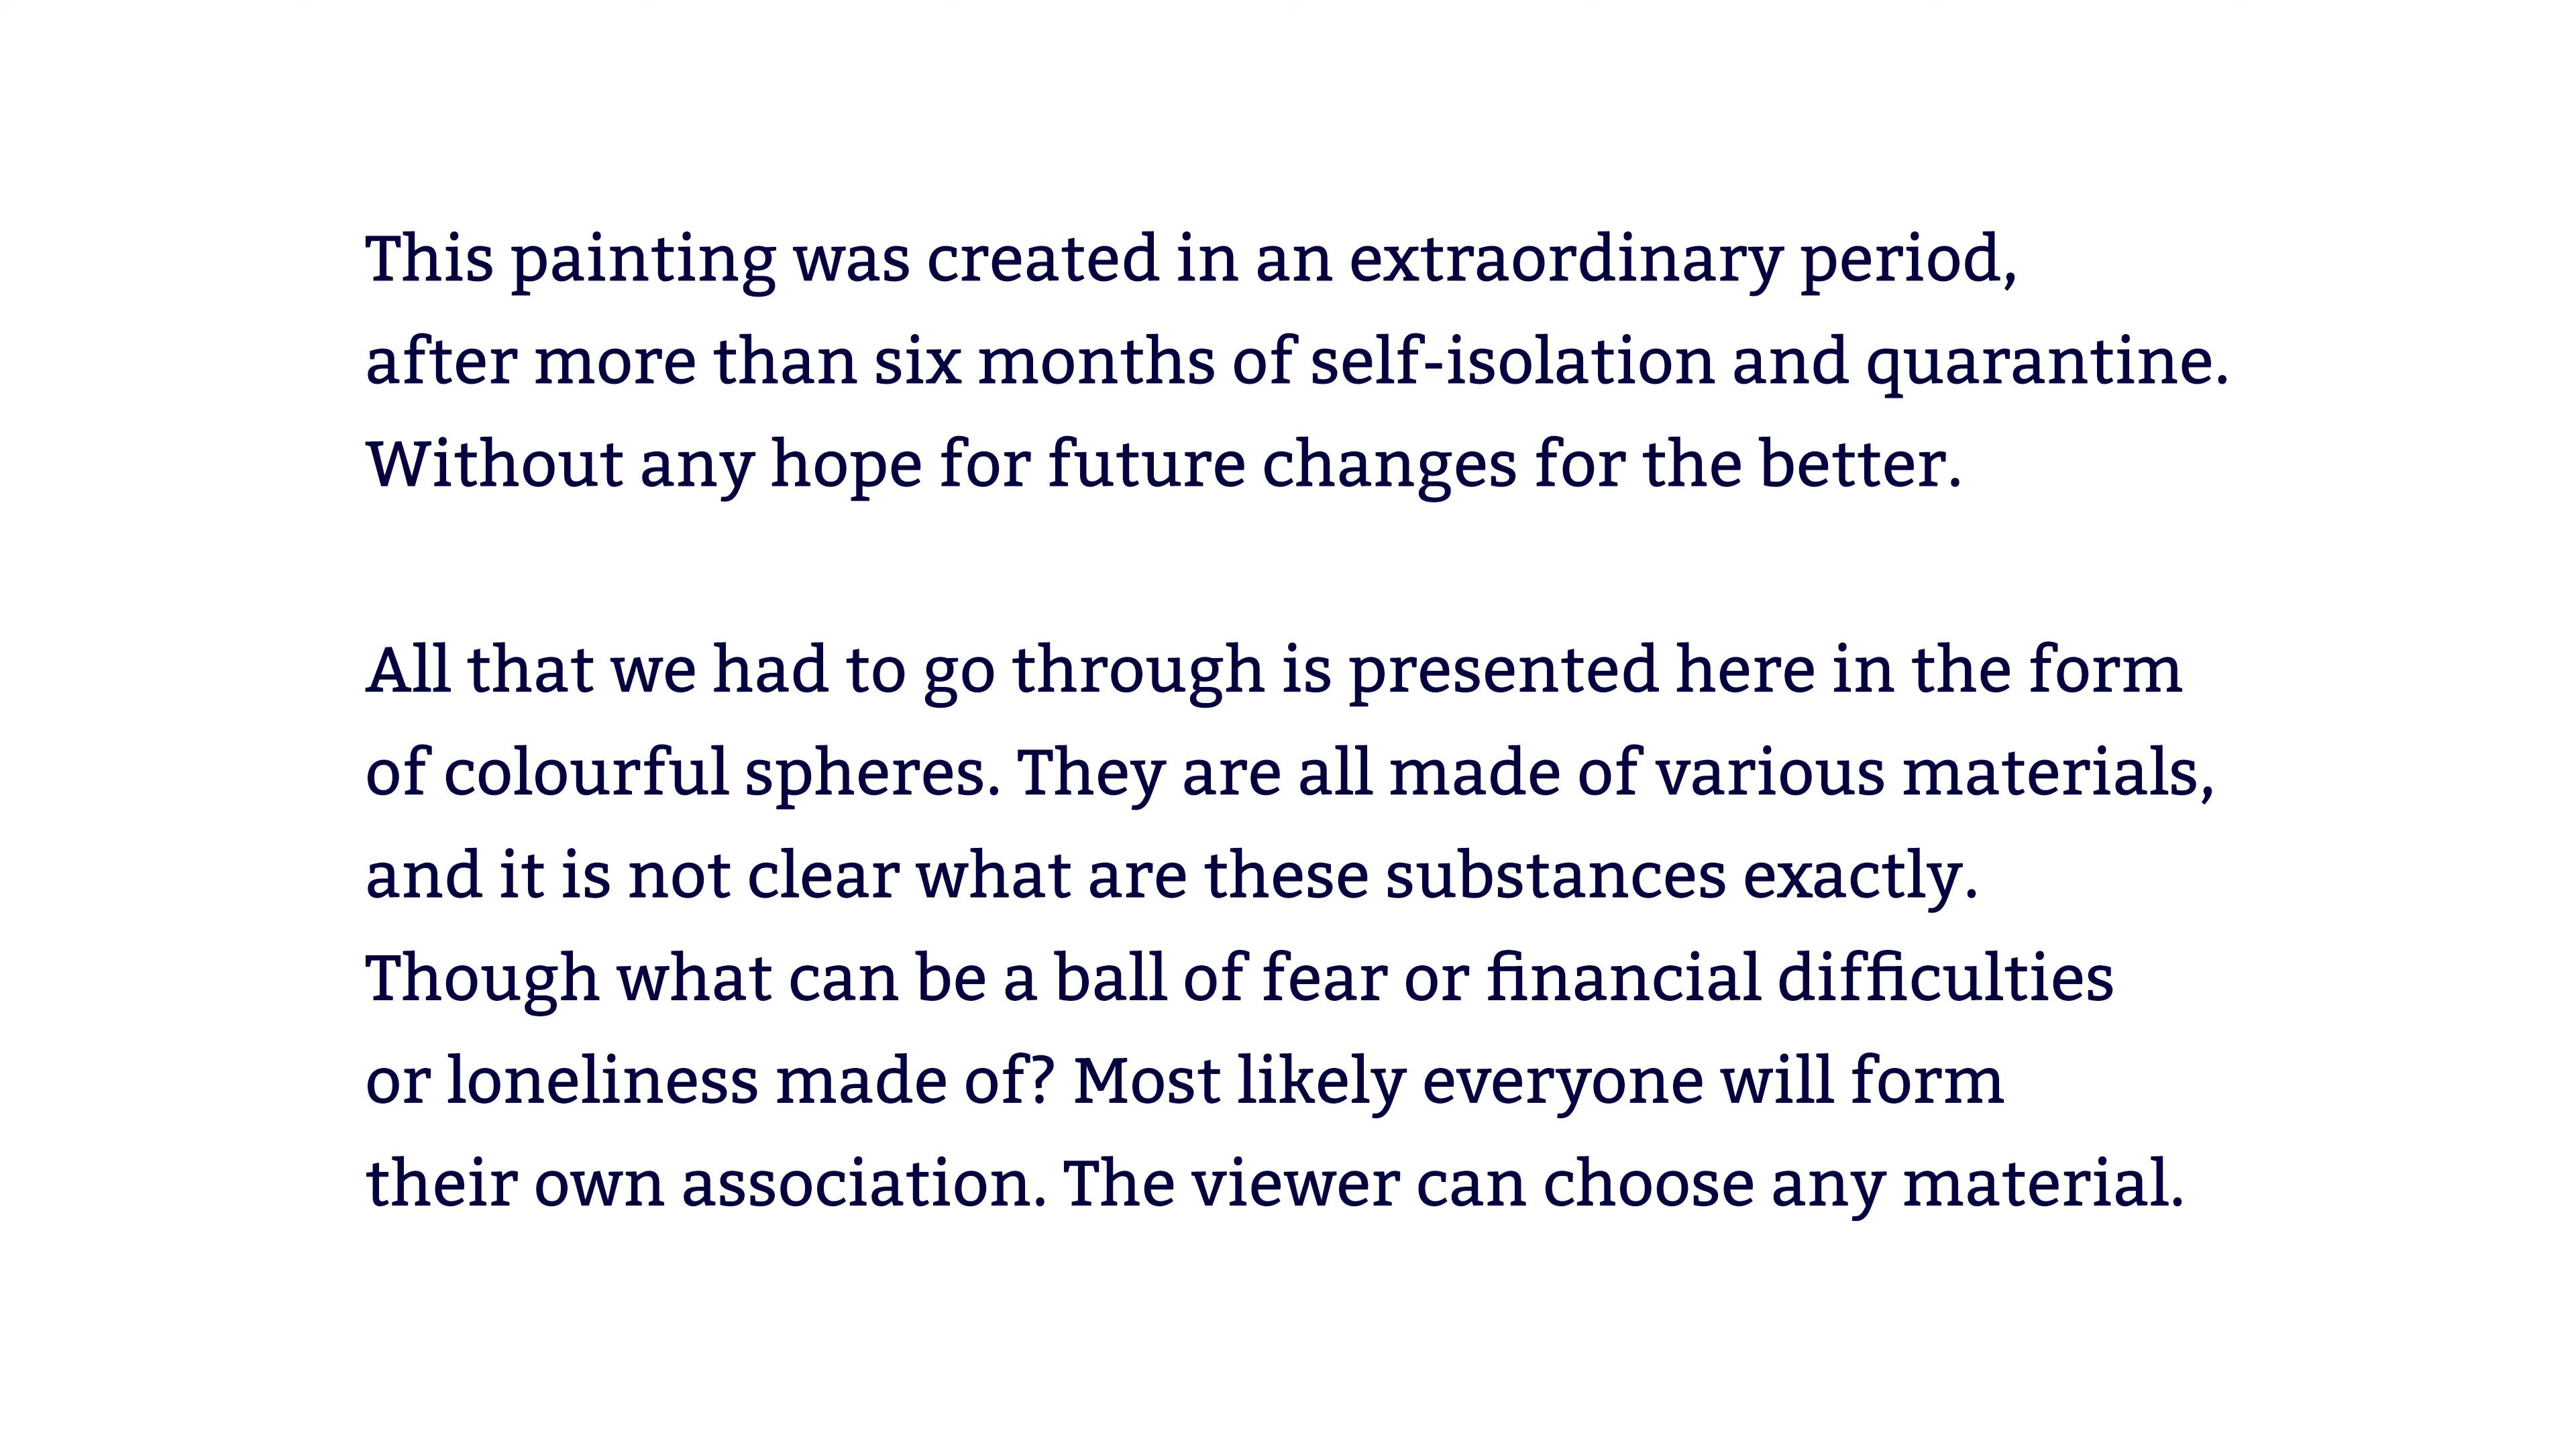 This painting was created in an extraordinary period,
after more than six months of self-isolation and quarantine.
Without any hope for future changes for the better.
All that we had to go through is presented here in the form
of colourful spheres. They are all made of various materials,
and it is not clear what are these substances exactly.
Though what can be a ball of fear or financial difficulties
or loneliness made of? Most likely everyone will form
their own association. The viewer can choose any material.